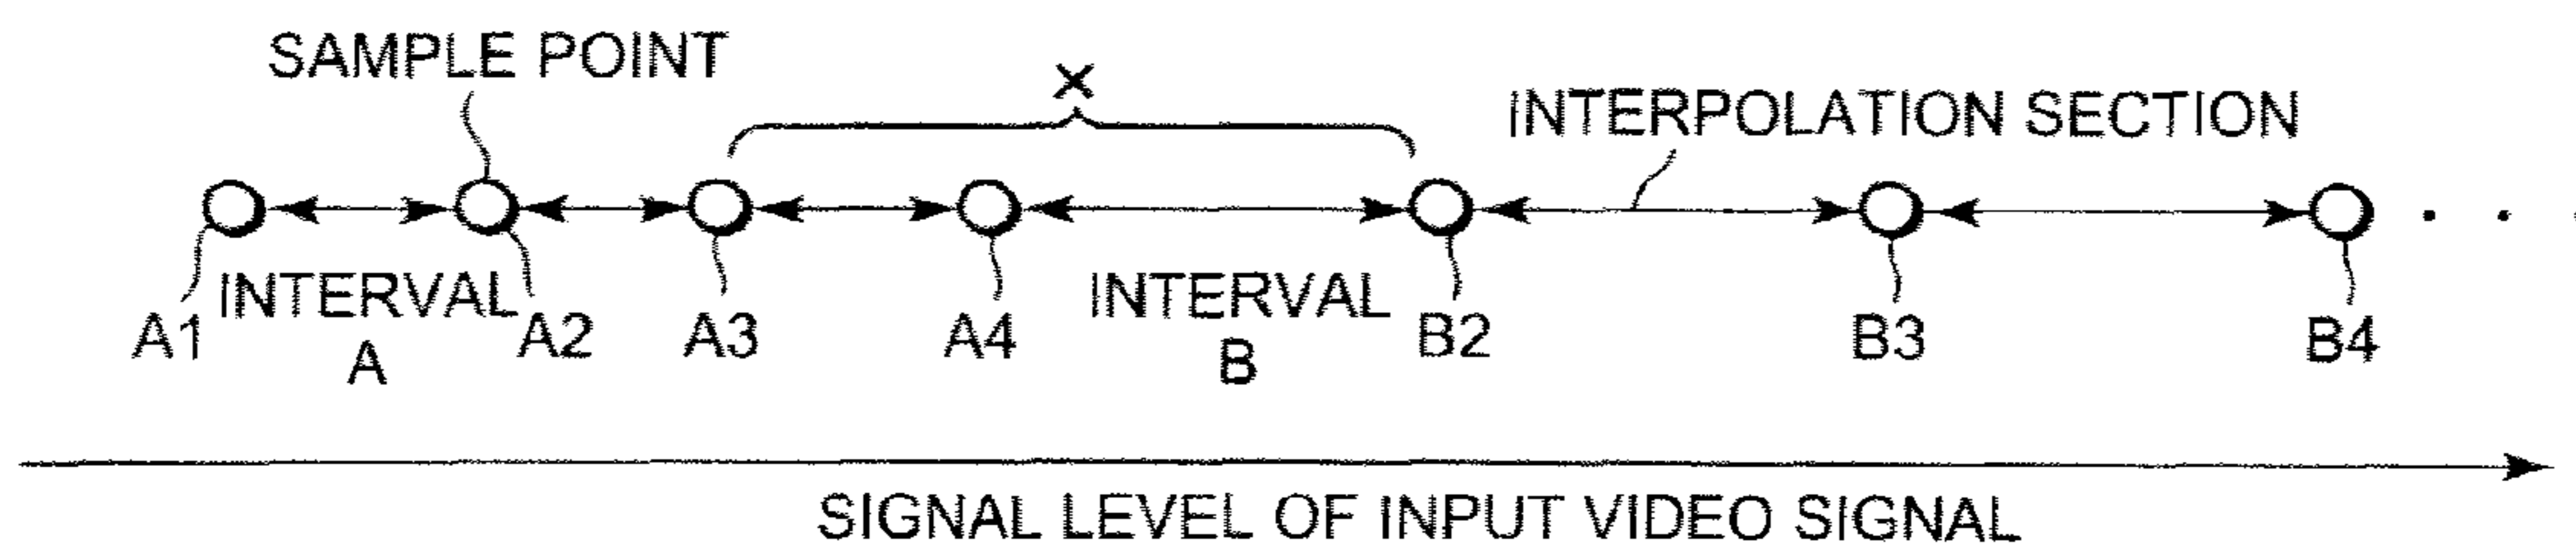 SAMPLE POINT
X
INTERPOLATION SECTION
INTERVAL
A
INTERVAL
B
A1
A2
A3
A4
B2
B3
B4
. .
SIGNAL LEVEL OF INPUT VIDEO SIGNAL